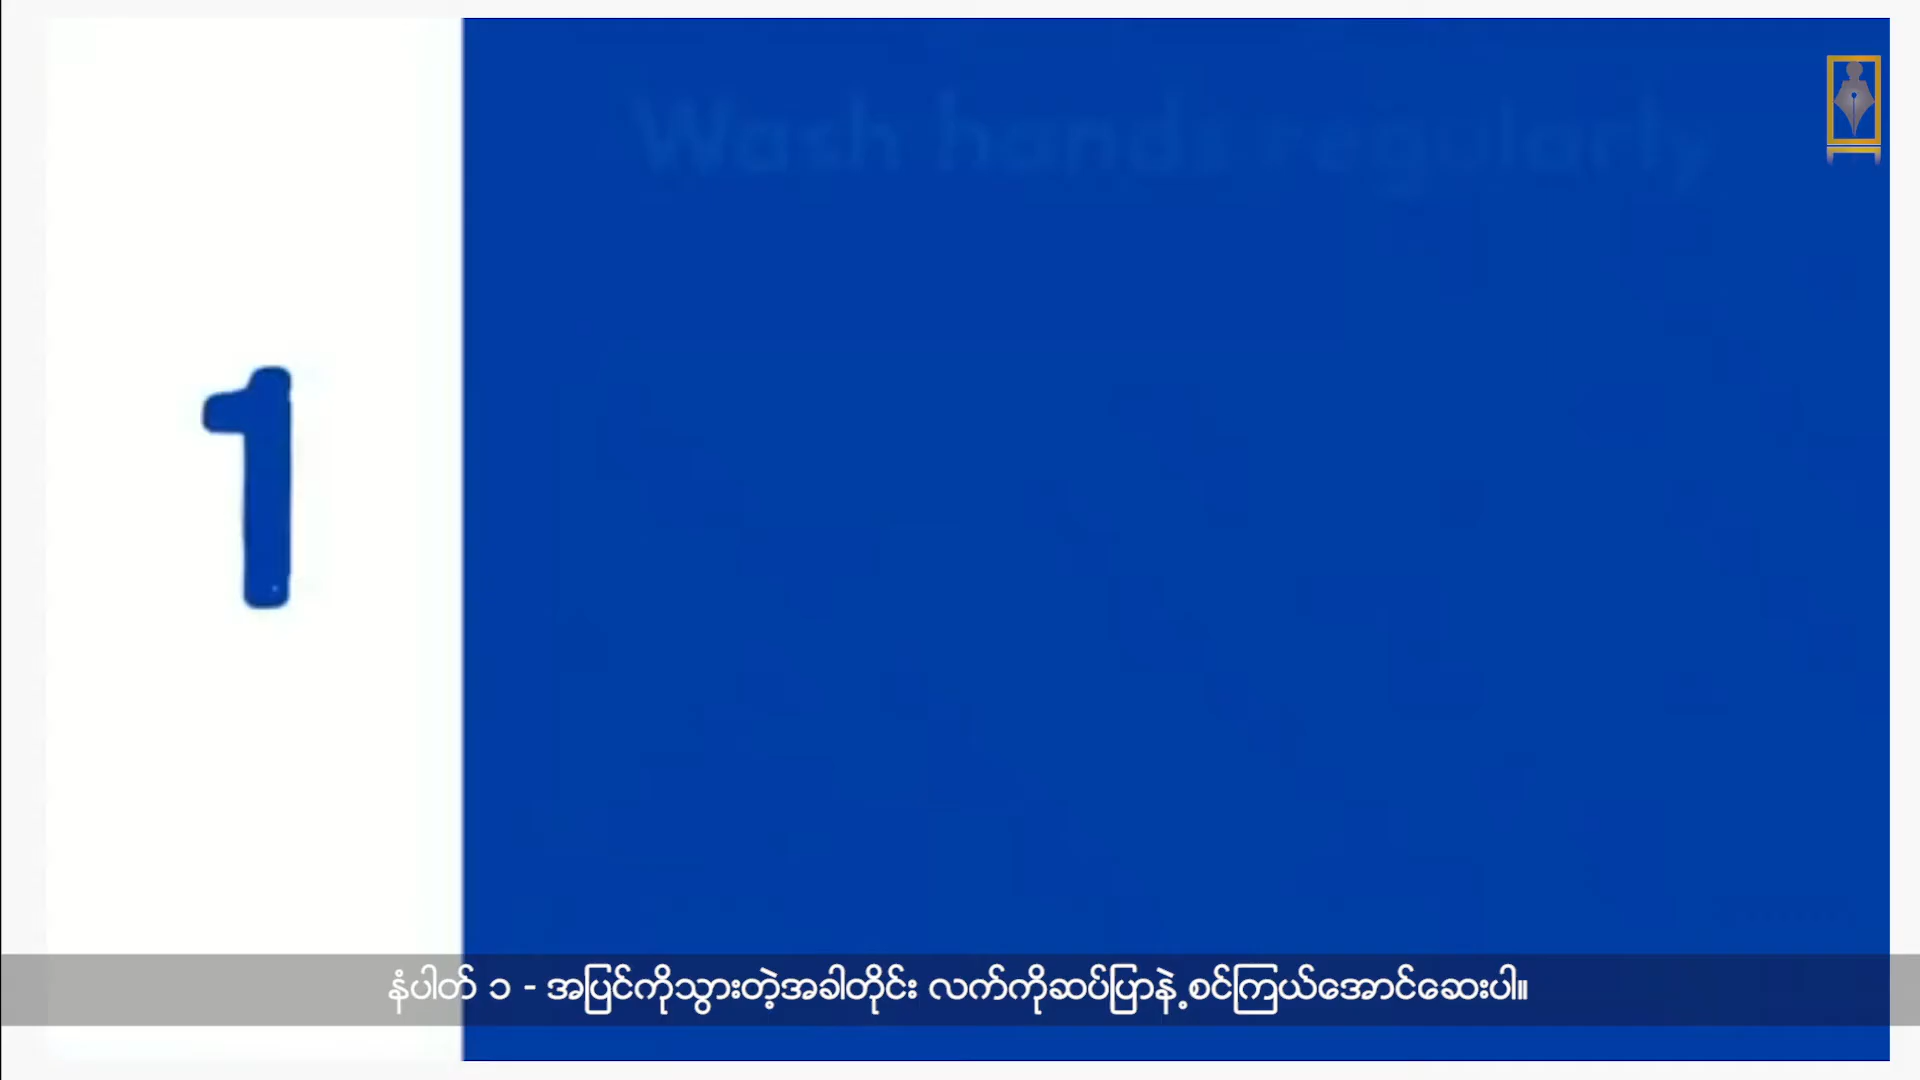 Wash hands regularly
1
နံပါတ် ၁ - အပြင်ကိုသွားတဲ့အခါတိုင်း လက်ကိုဆပ်ပြာနဲ့ စင်ကြယ်အောင်ဆေးပါ။